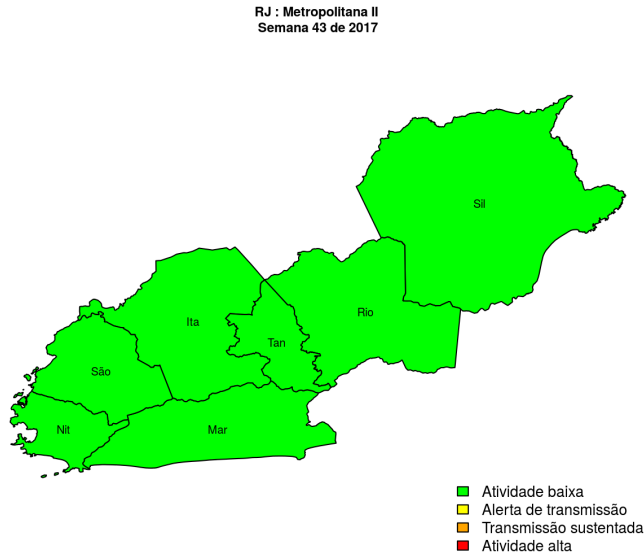 RJ : Metropolitana II
Semana 43 de 2017
Sil
Rio
Ita
Tan
São
Nit
Mar
Atividade baixa
Alerta de transmissão
Transmissão sustentada
Atividade alta